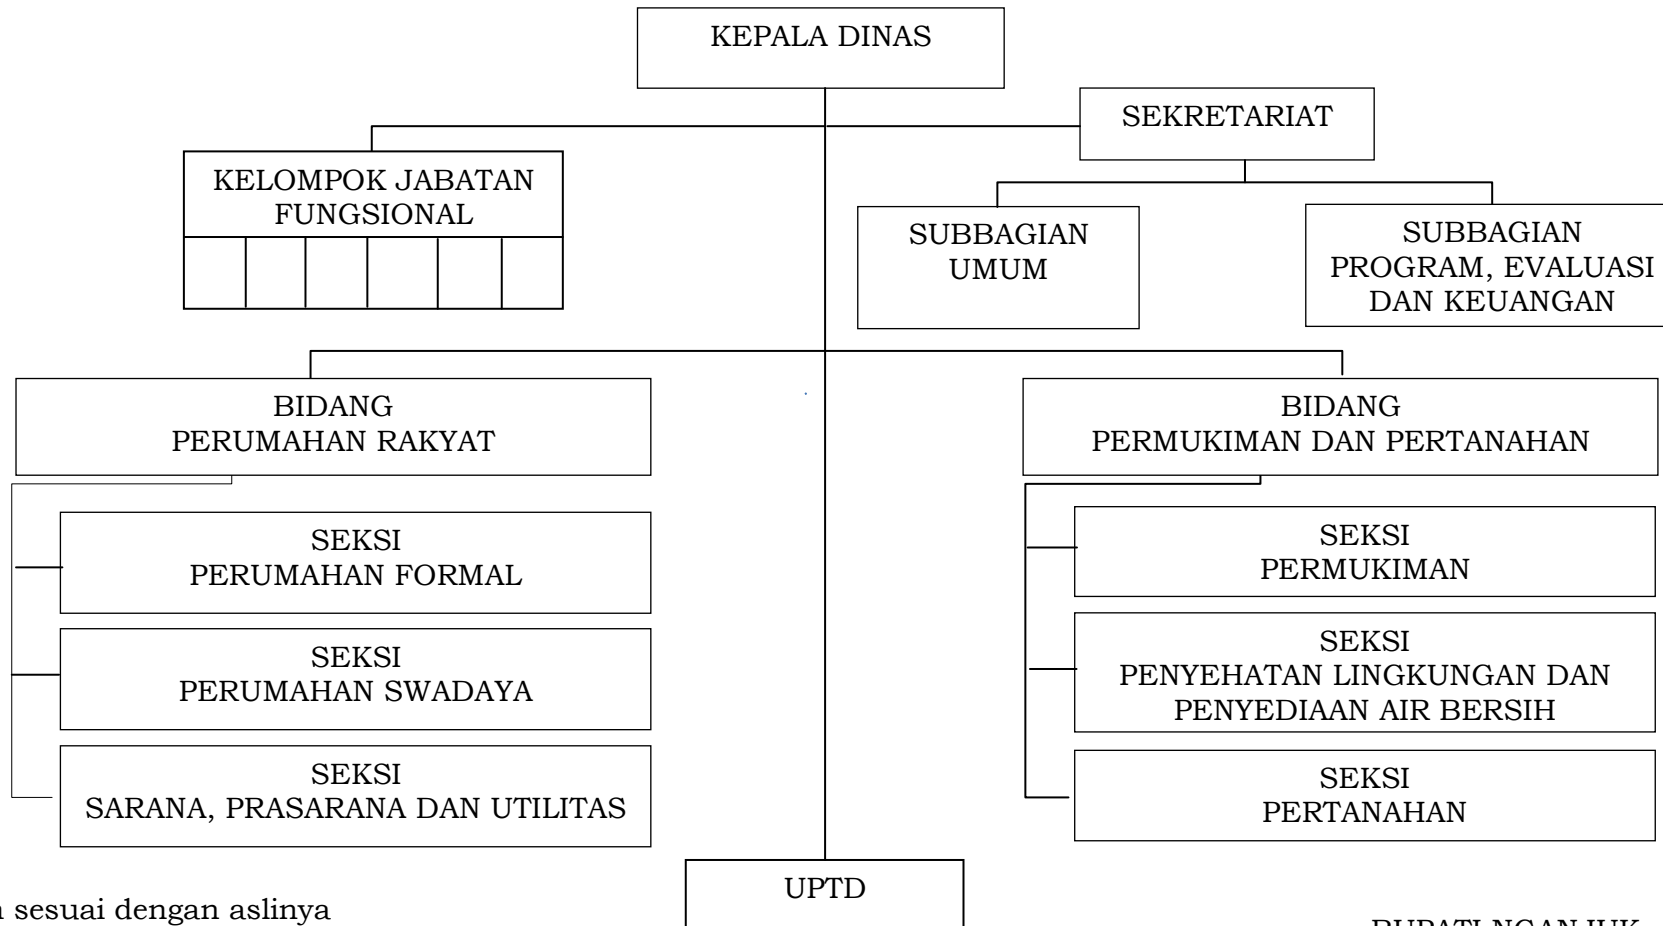 KEPALA DINAS
SEKRETARIAT
KELOMPOK JABATAN
FUNGSIONAL
SUBBAGIAN
UMUM
SUBBAGIAN
PROGRAM, EVALUASI
DAN KEUANGAN
BIDANG
PERUMAHAN RAKYAT
BIDANG
PERMUKIMAN DAN PERTANAHAN
SEKSI
PERUMAHAN FORMAL
SEKSI
PERUMAHAN SWADAYA
SEKSI
SARANA, PRASARANA DAN UTILITAS
SEKSI
PERMUKIMAN
SEKSI
PENYEHATAN LINGKUNGAN DAN
PENYEDIAAN AIR BERSIH
SEKSI
PERTANAHAN
UPTD
sesuai dengan aslinya
BUPATI NGANJUK